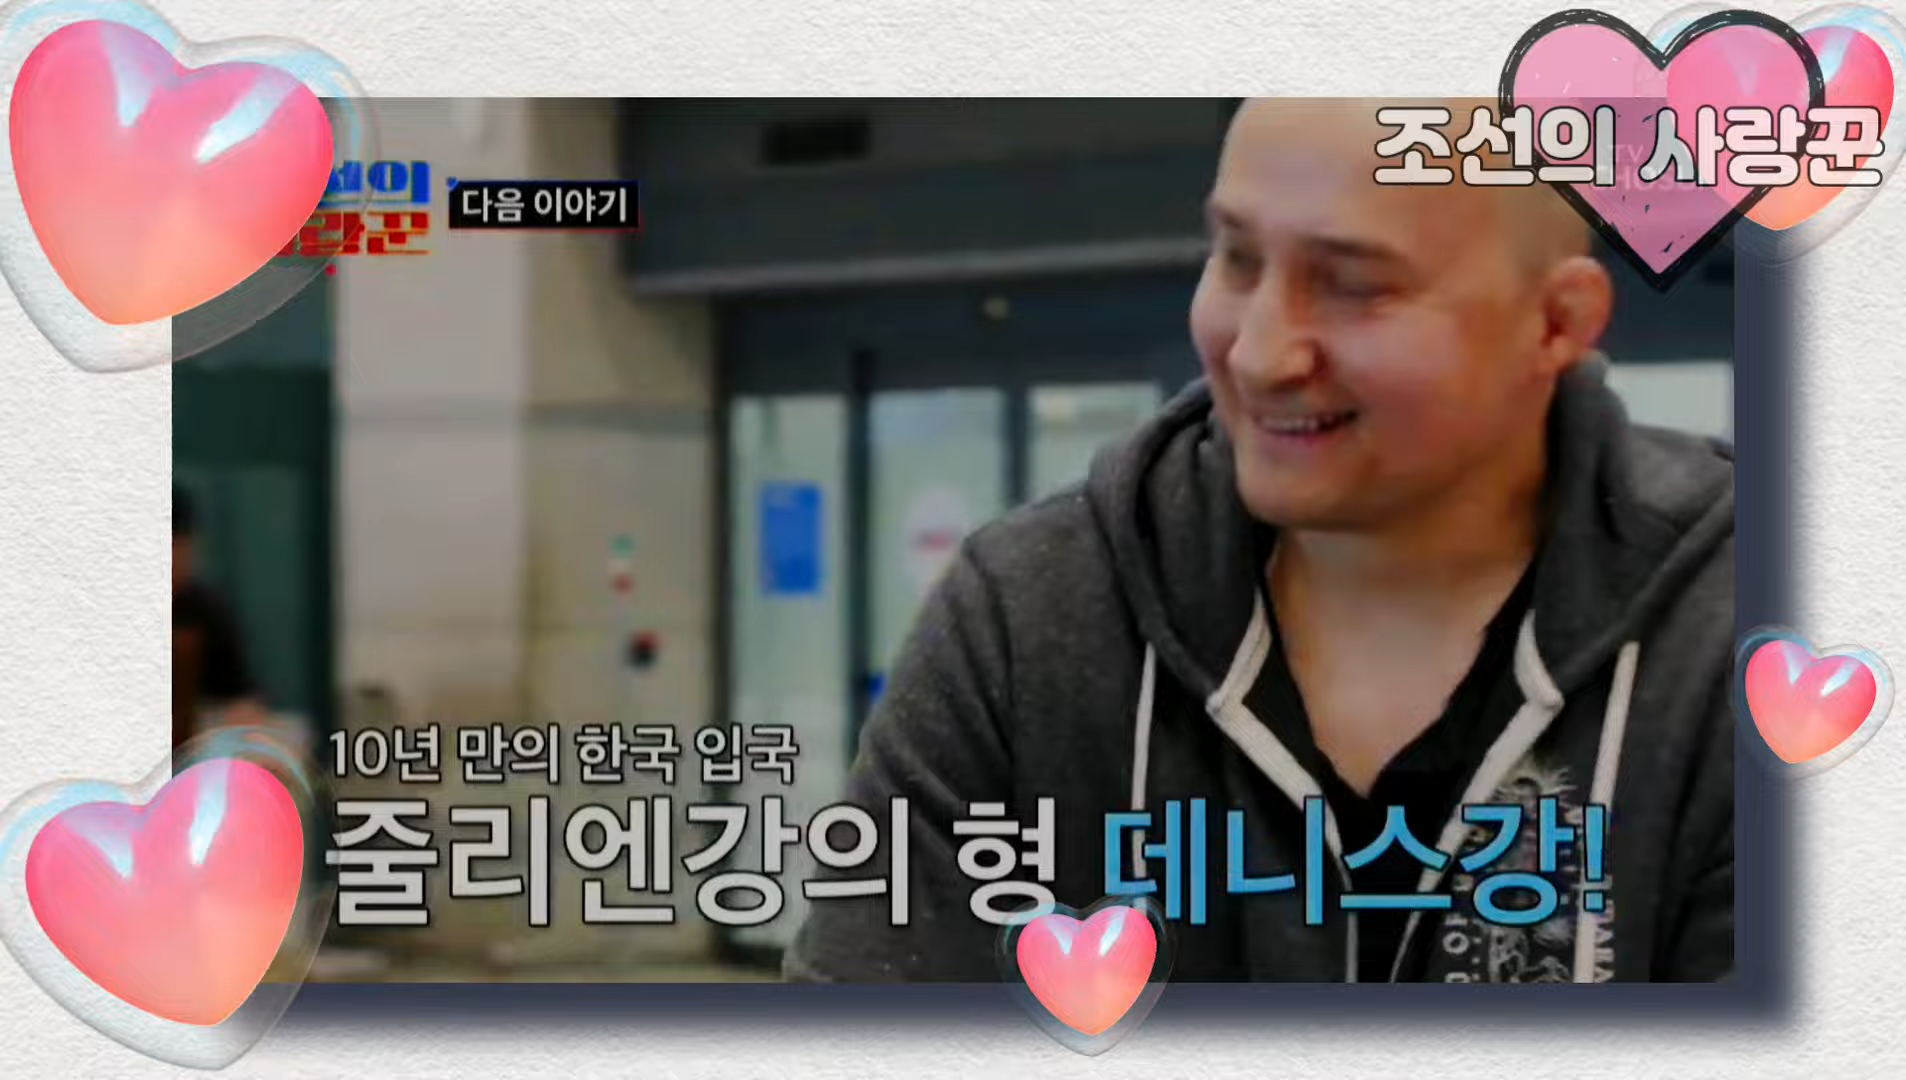 조선의 사랑꾼
다음 이야기
10년 만의 한국 입국
줄리엔강의 형 데니스강!